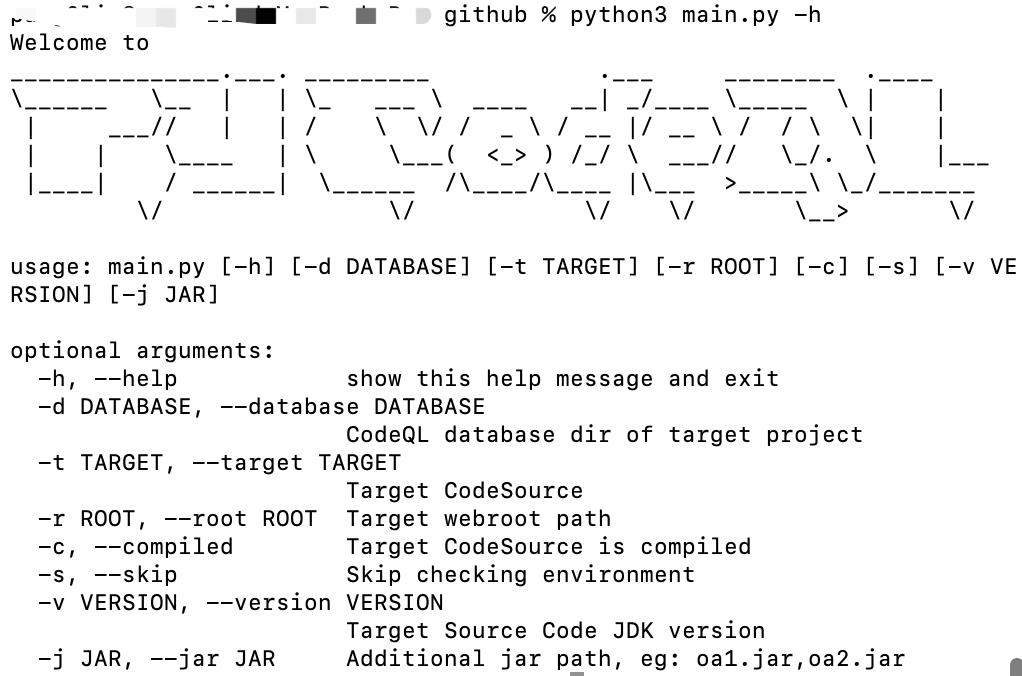 github % python3 main.py -h
Welcome to
_______________.___. _________            .___      ________  .____
\______   \__  |   | \_   ___ \  ____   __| _/____ \_____  \ |    |
 |     ___//   |   | /    \  \/ /  _ \ / __ |/ __ \ /  / \  \|    |
 |    |    \____   | \     \___(  <_> ) /_/ \  ___//   \_/.  \    |___
 |____|    / ______|  \______  /\____/\____ |\___  >_____\ \_/_______
         \/                 \/            \/    \/       \__>       \/
usage: main.py [-h] [-d DATABASE] [-t TARGET] [-r ROOT] [-c] [-s] [-v VE
RSION] [-j JAR]
optional arguments:
-h, --help            show this help message and exit
-d DATABASE, --database DATABASE
CodeQL database dir of target project
-t TARGET, --target TARGET
Target CodeSource
-r ROOT, --root ROOT  Target webroot path
-c, --compiled        Target CodeSource is compiled
-s, --skip            Skip checking environment
-v VERSION, --version VERSION
Target Source Code JDK version
-j JAR, --jar JAR     Additional jar path, eg: oa1.jar,oa2.jar